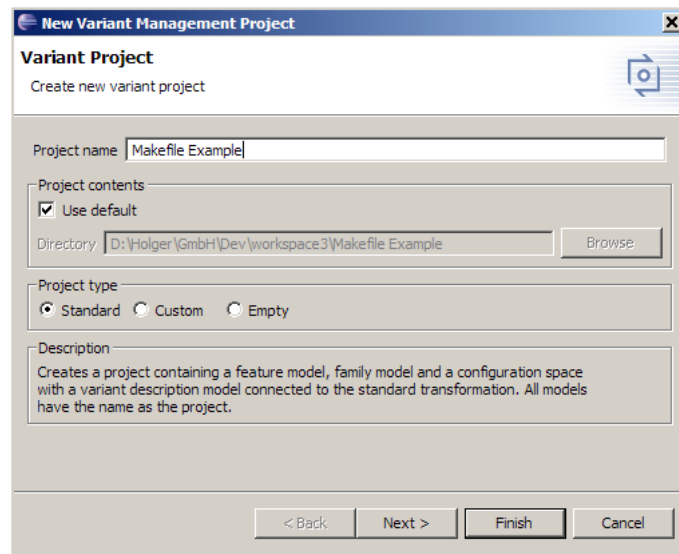 New Variant Management Project
Variant Project
Create new variant project
Project name Makefile Example
Project contents
Use default
Directory D:\Holger\GmbH\Dev\workspace3\Makefile Example Browse
Project type
Standard Custom Empty
Description
Creates a project containing a feature model, family model and a configuration space
with a variant description model connected to the standard transformation. All models
have the name as the project.
< Back Next > Finish Cancel